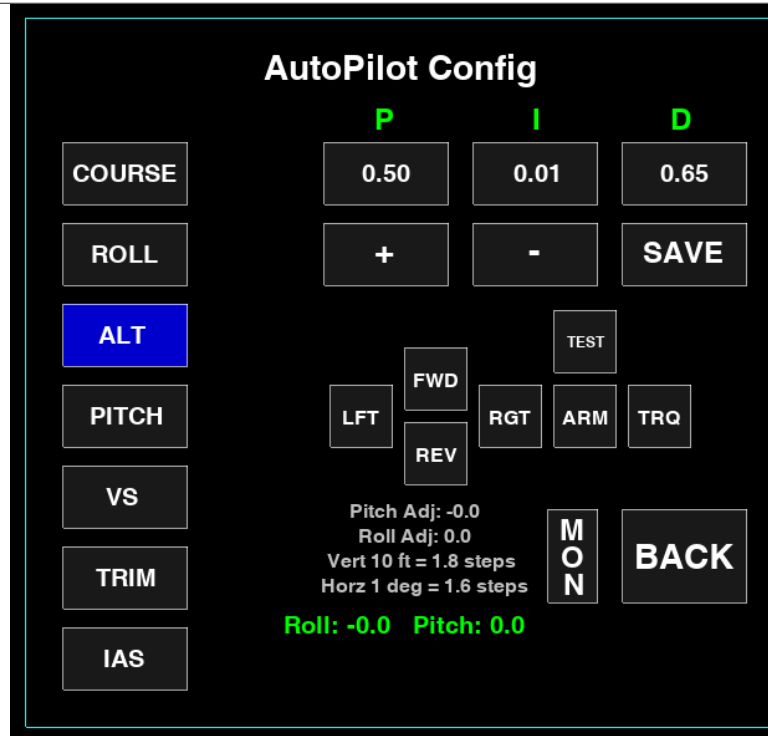 AutoPilot Config
P I D
COURSE 0.50 0.01 0.65
ROLL + - SAVE
ALT
TEST
FWD
PITCH LFT RGT ARM TRQ
REV
VS
Pitch Adj: -0.0
Roll Adj: 0.0
Vert 10 ft = 1.8 steps
Horz 1 deg = 1.6 steps
MON
BACK
TRIM
Roll: -0.0 Pitch: 0.0
IAS